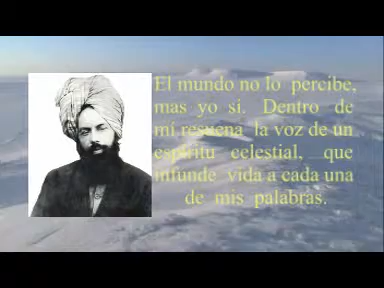 El mundo no lo percibe,
mas yo si. Dentro de
mí resuena la voz de un
espíritu celestial, que
infunde vida a cada una
de mis palabras.